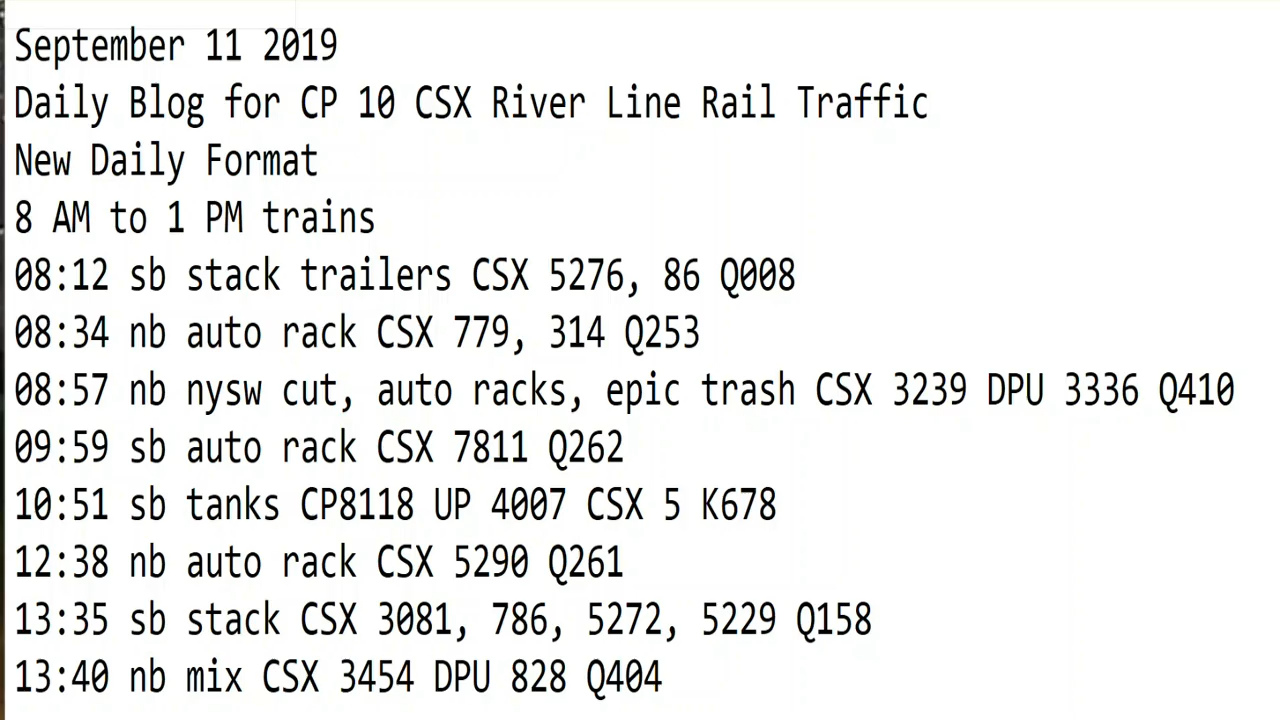 September 11 2019
Daily Blog for CP 10 CSX River Line Rail Traffic
New Daily Format
8 AM to 1 PM trains
08:12 sb stack trailers CSX 5276, 86 Q008
08:34 nb auto rack CSX 779, 314 Q253
08:57 nb nysw cut, auto racks, epic trash CSX 3239 DPU 3336 Q410
09:59 sb auto rack CSX 7811 Q262
10:51 sb tanks CP8118 UP 4007 CSX 5 K678
12:38 nb auto rack CSX 5290 Q261
13:35 sb stack CSX 3081, 786, 5272, 5229 Q158
13:40 nb mix CSX 3454 DPU 828 Q404